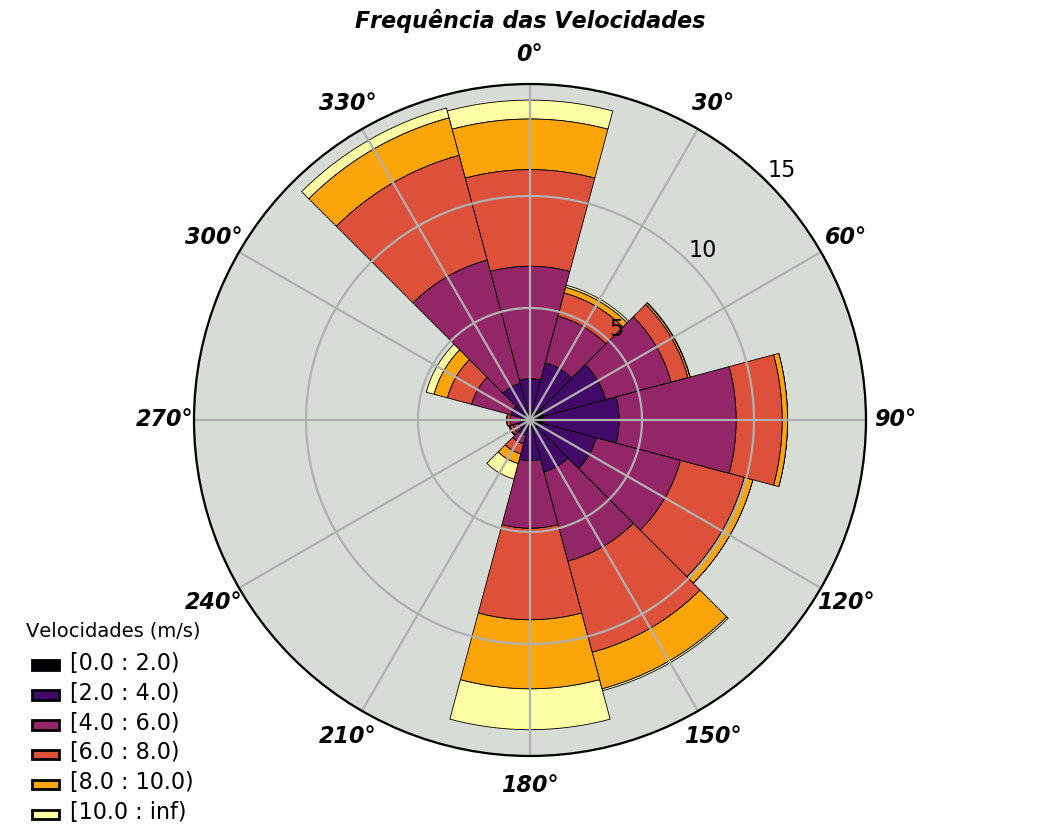 Frequência das Velocidades
0°
330°
30°
15
300°
60°
10
5
270°
90°
240°
120°
210°
150°
180°
Velocidades (m/s)
[0.0 : 2.0)
[2.0 : 4.0)
[4.0 : 6.0)
[6.0 : 8.0)
[8.0 : 10.0)
[10.0 : inf)